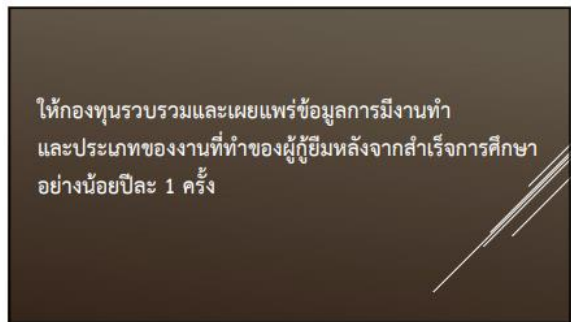 ให้กองทุนรวบรวมและเผยแพร่ข้อมูลการมีงานทำ
และประเภทของงานที่ทำของผู้กู้ยืมหลังจากสำเร็จการศึกษา
อย่างน้อยปีละ 1 ครั้ง